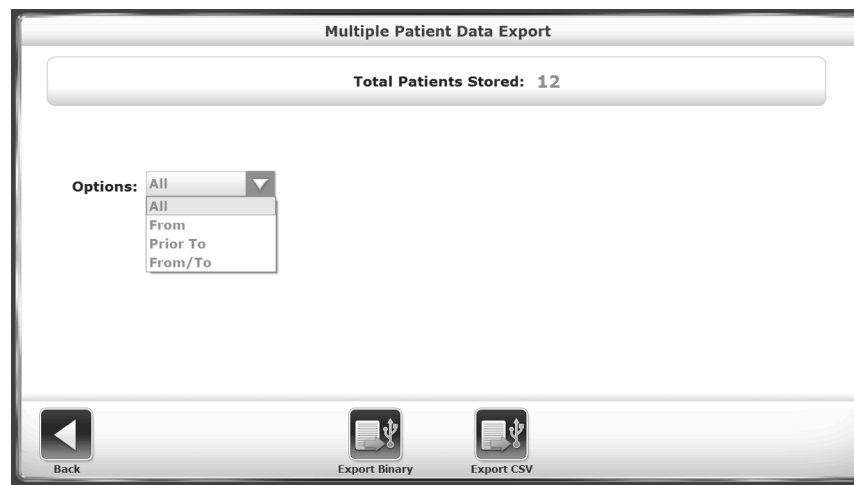 Multiple Patient Data Export
Total Patients Stored: 12
Options: All
All
From
Prior To
From/To
Back Export Binary Export CSV